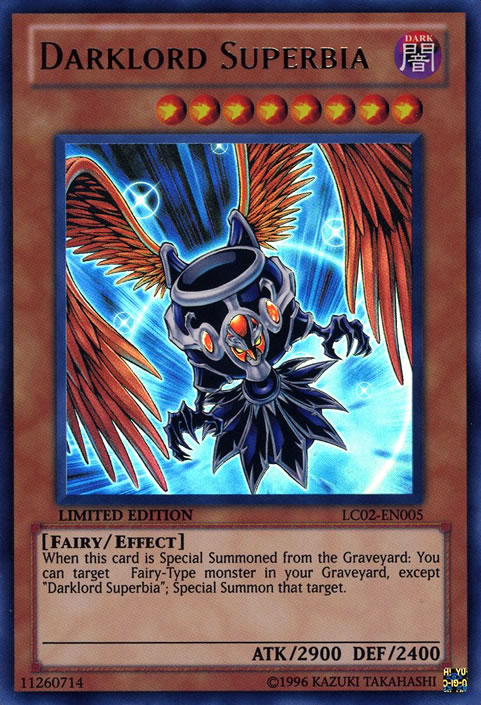 DARKLORD SUPERBIA
DARK
闇
LIMITED EDITION
LC02-EN005
[FAIRY/EFFECT]
When this card is Special Summoned from the Graveyard: You
can target Fairy-Type monster in your Graveyard, except
"Darklord Superbia"; Special Summon that target.
ATK/2900 DEF/2400
11260714
©1996 KAZUKI TAKAHASHI